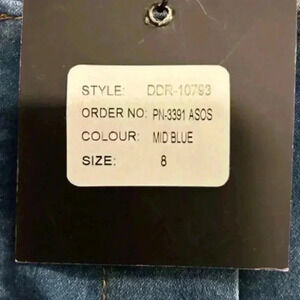 STYLE: DDR-10793
ORDER NO: PN-3391 ASOS
COLOUR: MID BLUE
SIZE: 8